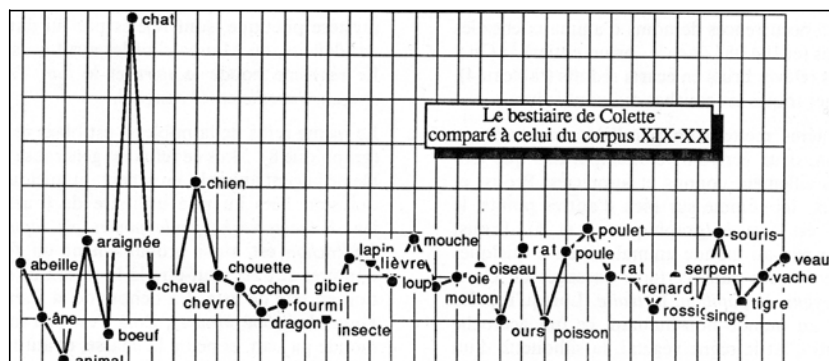 chat
Le bestiaire de Colette
comparé à celui du corpus XIX-XX
chien
abeille
araignée
âne
animal
boeuf
cheval
chouette
chevre
cochon
dragon
fourmi
gibier
insecte
lapin
lièvre
loup
mouche
mouton
oie
oiseau
ours
rat
poisson
poule
poulet
rat
renard
rossig
serpent
singe
souris
tigre
vache
veau